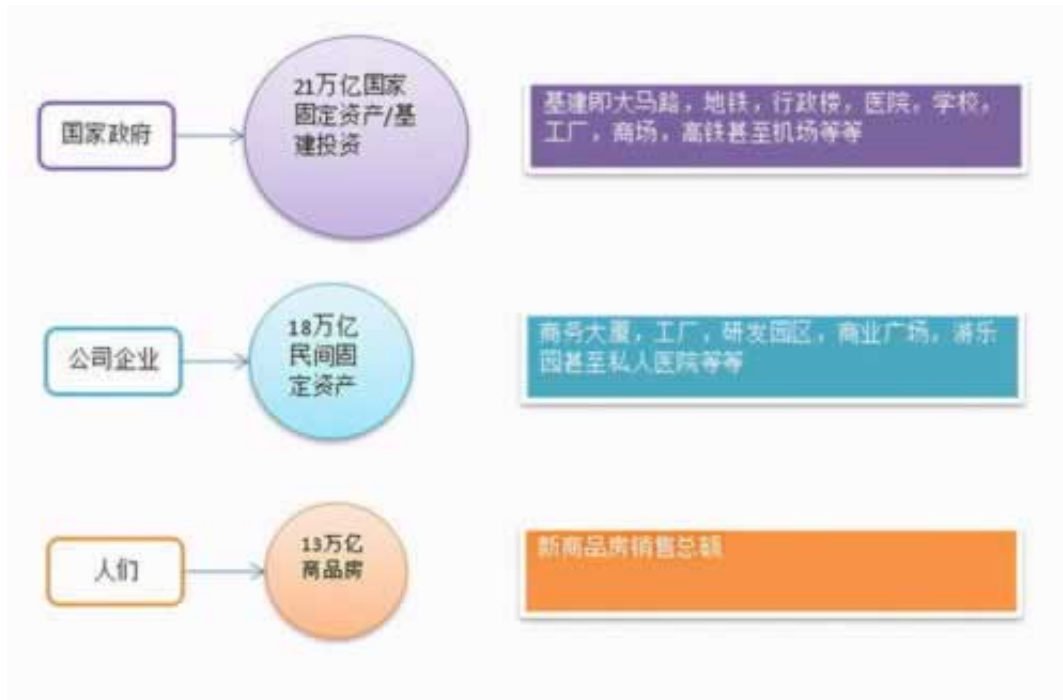 国家政府
21万亿国家
固定资产/基
建投资
基建即大马路，地铁，行政楼，医院，学校，
工厂，商场，高铁甚至机场等等
公司企业
18万亿
民间固
定资产
商务大厦，工厂，研发园区，商业广场，游乐
园甚至私人医院等等
人们
13万亿
商品房
新商品房销售总额